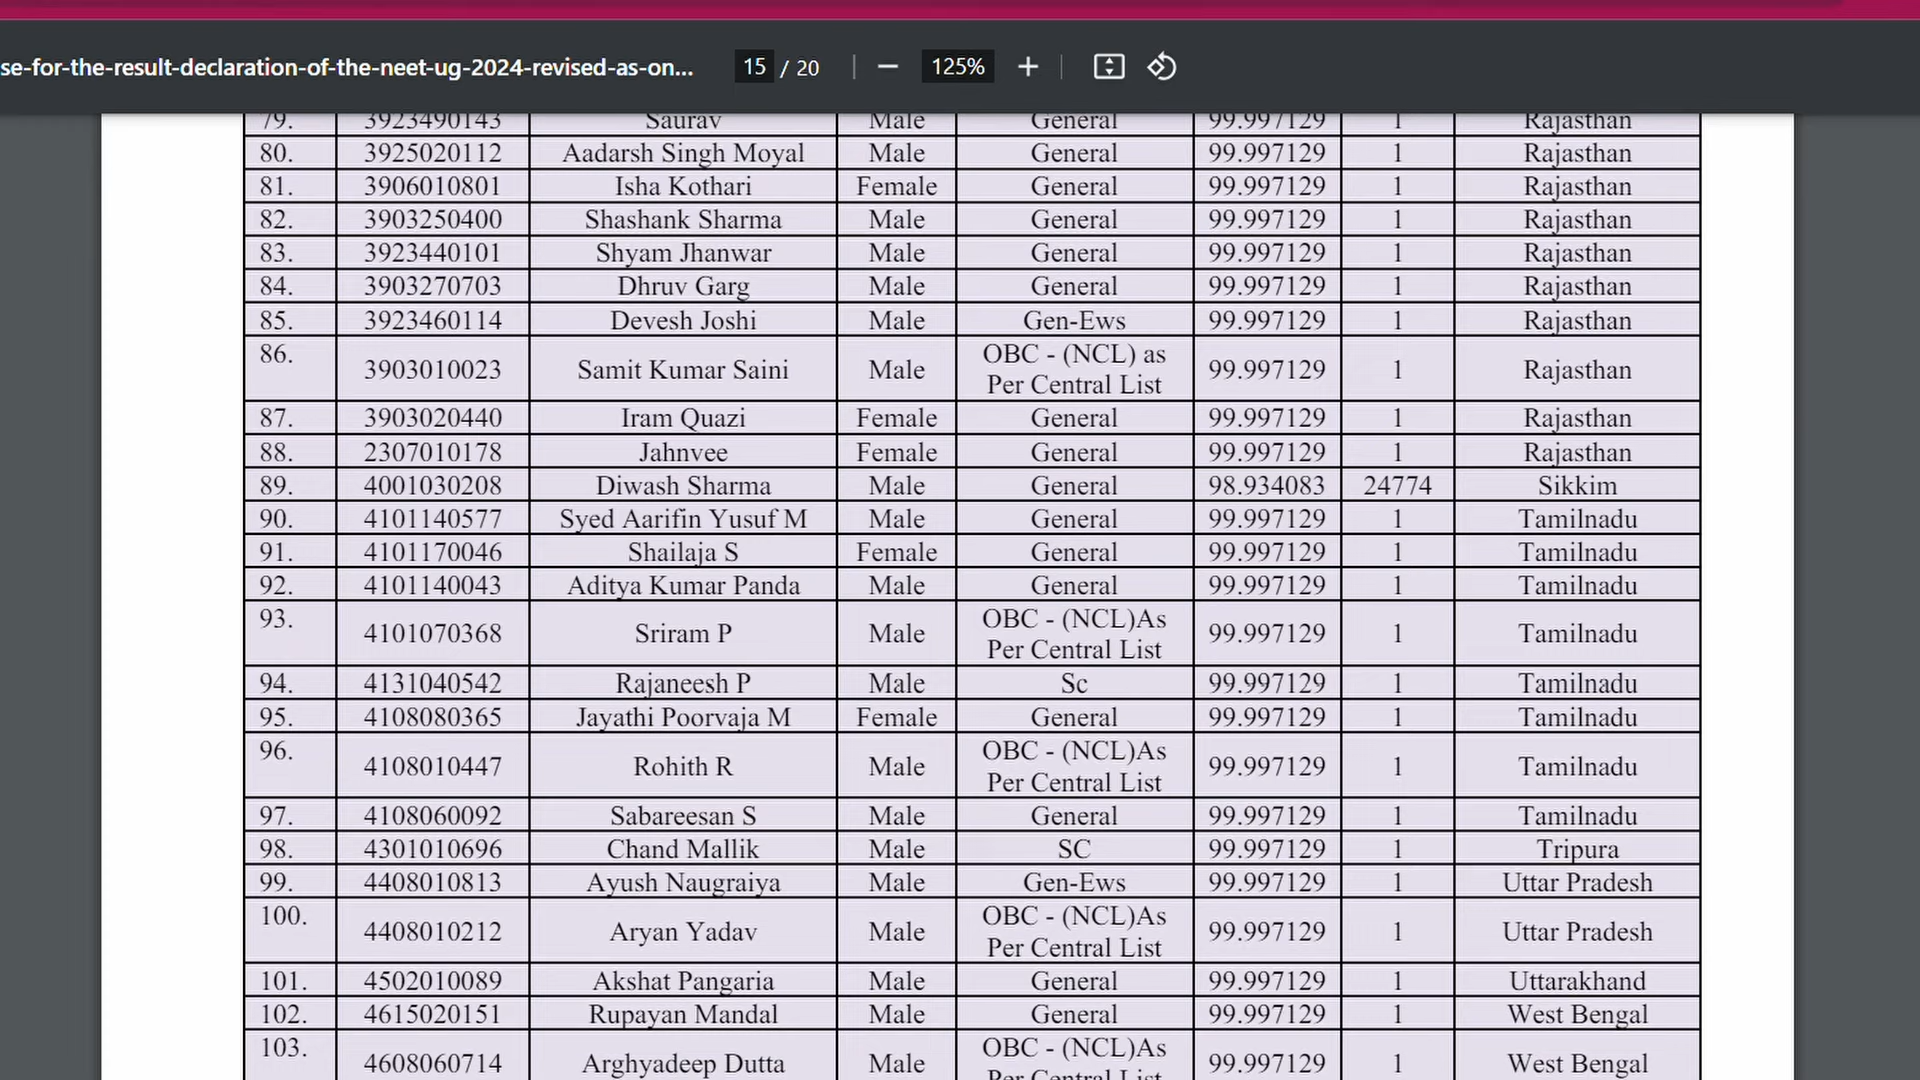 se-for-the-result-declaration-of-the-neet-ug-2024-revised-as-on... 15 / 20 125%
79. 3923490143 Saurav Male General 99.997129 1 Rajasthan
80. 3925020112 Aadarsh Singh Moyal Male General 99.997129 1 Rajasthan
81. 3906010801 Isha Kothari Female General 99.997129 1 Rajasthan
82. 3903250400 Shashank Sharma Male General 99.997129 1 Rajasthan
83. 3923440101 Shyam Jhanwar Male General 99.997129 1 Rajasthan
84. 3903270703 Dhruv Garg Male General 99.997129 1 Rajasthan
85. 3923460114 Devesh Joshi Male Gen-Ews 99.997129 1 Rajasthan
86. 3903010023 Samit Kumar Saini Male OBC - (NCL) as
Per Central List 99.997129 1 Rajasthan
87. 3903020440 Iram Quazi Female General 99.997129 1 Rajasthan
88. 2307010178 Jahnvee Female General 99.997129 1 Rajasthan
89. 4001030208 Diwash Sharma Male General 98.934083 24774 Sikkim
90. 4101140577 Syed Aarifin Yusuf M Male General 99.997129 1 Tamilnadu
91. 4101170046 Shailaja S Female General 99.997129 1 Tamilnadu
92. 4101140043 Aditya Kumar Panda Male General 99.997129 1 Tamilnadu
93. 4101070368 Sriram P Male OBC - (NCL)As
Per Central List 99.997129 1 Tamilnadu
94. 4131040542 Rajaneesh P Male Sc 99.997129 1 Tamilnadu
95. 4108080365 Jayathi Poorvaja M Female General 99.997129 1 Tamilnadu
96. 4108010447 Rohith R Male OBC - (NCL)As
Per Central List 99.997129 1 Tamilnadu
97. 4108060092 Sabareesan S Male General 99.997129 1 Tamilnadu
98. 4301010696 Chand Mallik Male SC 99.997129 1 Tripura
99. 4408010813 Ayush Naugraiya Male Gen-Ews 99.997129 1 Uttar Pradesh
100. 4408010212 Aryan Yadav Male OBC - (NCL)As
Per Central List 99.997129 1 Uttar Pradesh
101. 4502010089 Akshat Pangaria Male General 99.997129 1 Uttarakhand
102. 4615020151 Rupayan Mandal Male General 99.997129 1 West Bengal
103. 4608060714 Arghyadeep Dutta Male OBC - (NCL)As
Per Central List 99.997129 1 West Bengal